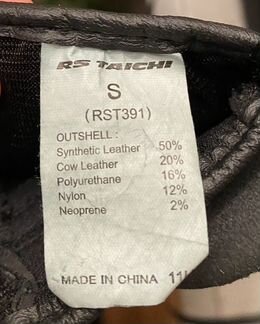 RS TAICHI
S
(RST391)
OUTSHELL :
Synthetic Leather 50%
Cow Leather 20%
Polyurethane 16%
Nylon 12%
Neoprene 2%
MADE IN CHINA